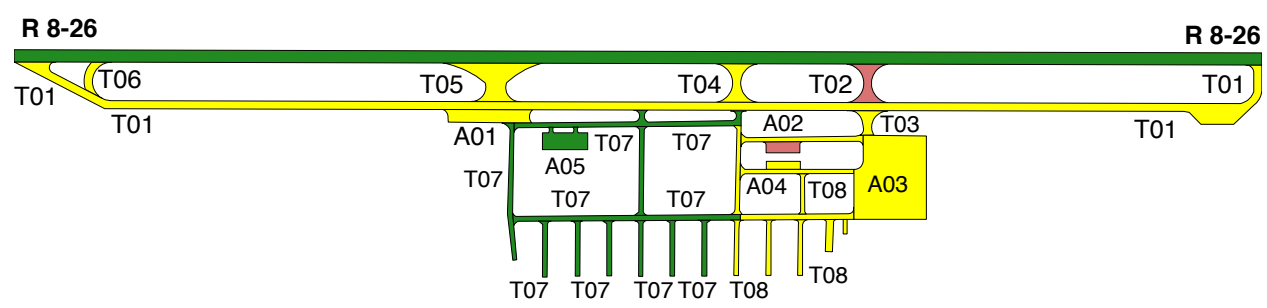 R 8-26
R 8-26
T01 T06 T05 T04 T02 T01
T01 A01 T07 T07 A02 T03 T01
T07 A05 T07 T07 A04 T08 A03
T07 T07 T07 T07 T08 T08